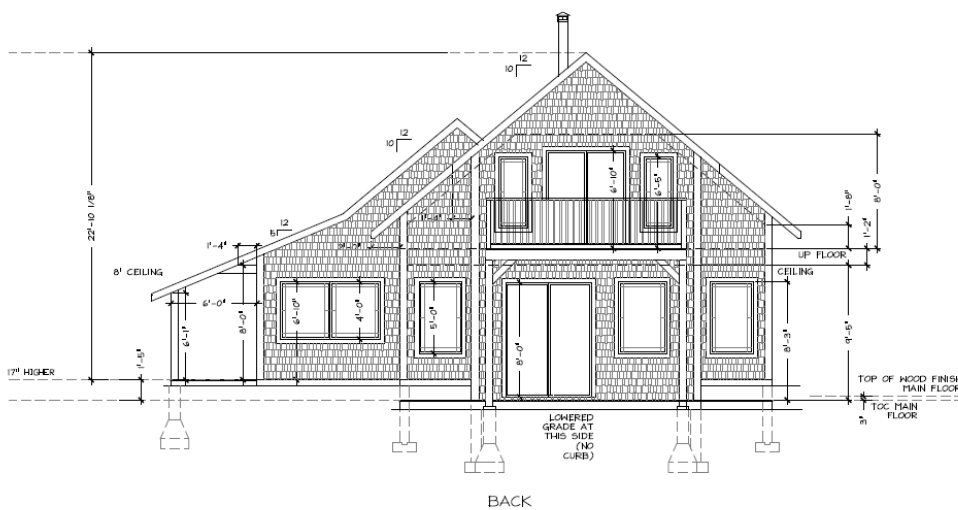 12
10
12
10
22'-10 1/8"
12
5
1'-4"
8' CEILING
6'-0"
6'-1"
8'-0"
1'-5"
17" HIGHER
6'-10"
4'-0"
5'-0"
8'-0"
6'-10"
6'-5"
1'-8"
8'-0"
1'-2"
UP FLOOR
CEILING
8'-3"
9'-5"
TOP OF WOOD FINISH
MAIN FLOOR
TOC MAIN
FLOOR
3"
LOWERED
GRADE AT
THIS SIDE
(NO
CURB)
BACK